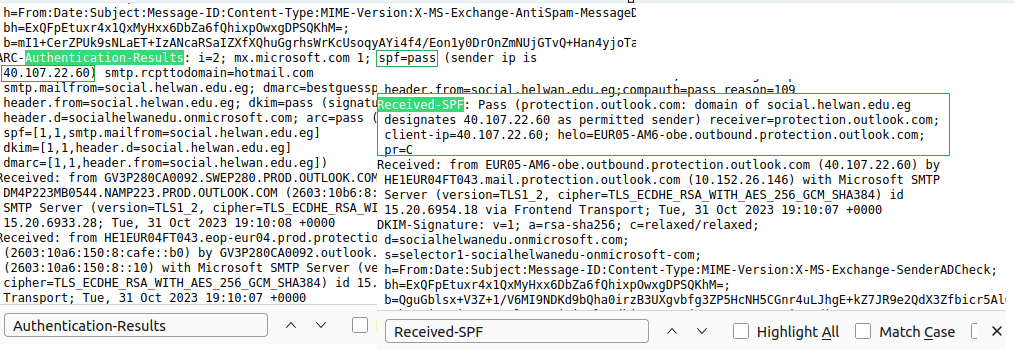 h=From:Date:Subject:Message-ID:Content-Type:MIME-Version:X-MS-Exchange-AntiSpam-MessageD
bh=ExQFpEtuxr4x1QxMyHxx6DbZa6fQhixpOwxgDPSQKhM=;
b=mI1+CerZPUk9sNLaET+IzANcaRSaIZXfXQhuGgrhsWrKcUsoqyAYi4f4/Eon1y0DrOnZmNUjGTvQ+Han4yjoTa
ARC-Authentication-Results: i=2; mx.microsoft.com 1; spf=pass (sender ip is
40.107.22.60) smtp.rcpttodomain=hotmail.com
smtp.mailfrom=social.helwan.edu.eg; dmarc=bestguessp
header.from=social.helwan.edu.eg; dkim=pass (signatu
header.d=socialhelwanedu.onmicrosoft.com; arc=pass (
spf=[1,1,smtp.mailfrom=social.helwan.edu.eg]
dkim=[1,1,header.d=social.helwan.edu.eg]
dmarc=[1,1,header.from=social.helwan.edu.eg])
Received: from GV3P280CA0092.SWEP280.PROD.OUTLOOK.COM
DM4P223MB0544.NAMP223.PROD.OUTLOOK.COM (2603:10b6:8:
SMTP Server (version=TLS1_2, cipher=TLS_ECDHE_RSA_WI
15.20.6933.28; Tue, 31 Oct 2023 19:10:08 +0000
Received: from HE1EUR04FT043.eop-eur04.prod.protectio
(2603:10a6:150:8:cafe::b0) by GV3P280CA0092.outlook.
(2603:10a6:150:8::10) with Microsoft SMTP Server (ve
cipher=TLS_ECDHE_RSA_WITH_AES_256_GCM_SHA384) id 15.
Transport; Tue, 31 Oct 2023 19:10:07 +0000
Authentication-Results
header.from=social.helwan.edu.eg;compauth=pass reason=109
Received-SPF: Pass (protection.outlook.com: domain of social.helwan.edu.eg
designates 40.107.22.60 as permitted sender) receiver=protection.outlook.com;
client-ip=40.107.22.60; helo=EUR05-AM6-obe.outbound.protection.outlook.com;
pr=C
Received: from EUR05-AM6-obe.outbound.protection.outlook.com (40.107.22.60) by
HE1EUR04FT043.mail.protection.outlook.com (10.152.26.146) with Microsoft SMTP
Server (version=TLS1_2, cipher=TLS_ECDHE_RSA_WITH_AES_256_GCM_SHA384) id
15.20.6954.18 via Frontend Transport; Tue, 31 Oct 2023 19:10:07 +0000
DKIM-Signature: v=1; a=rsa-sha256; c=relaxed/relaxed;
d=socialhelwanedu.onmicrosoft.com;
s=selector1-socialhelwanedu-onmicrosoft-com;
h=From:Date:Subject:Message-ID:Content-Type:MIME-Version:X-MS-Exchange-SenderADCheck;
bh=ExQFpEtuxr4x1QxMyHxx6DbZa6fQhixpOwxgDPSQKhM=;
b=QguGblsx+V3Z+1/V6MI9NDKd9bQha0irzB3UXgvbfg3ZP5HcNH5CGnr4uLJhgE+kZ7JR9e2QdX3Zfbicr5Al
Received-SPF
Highlight All
Match Case